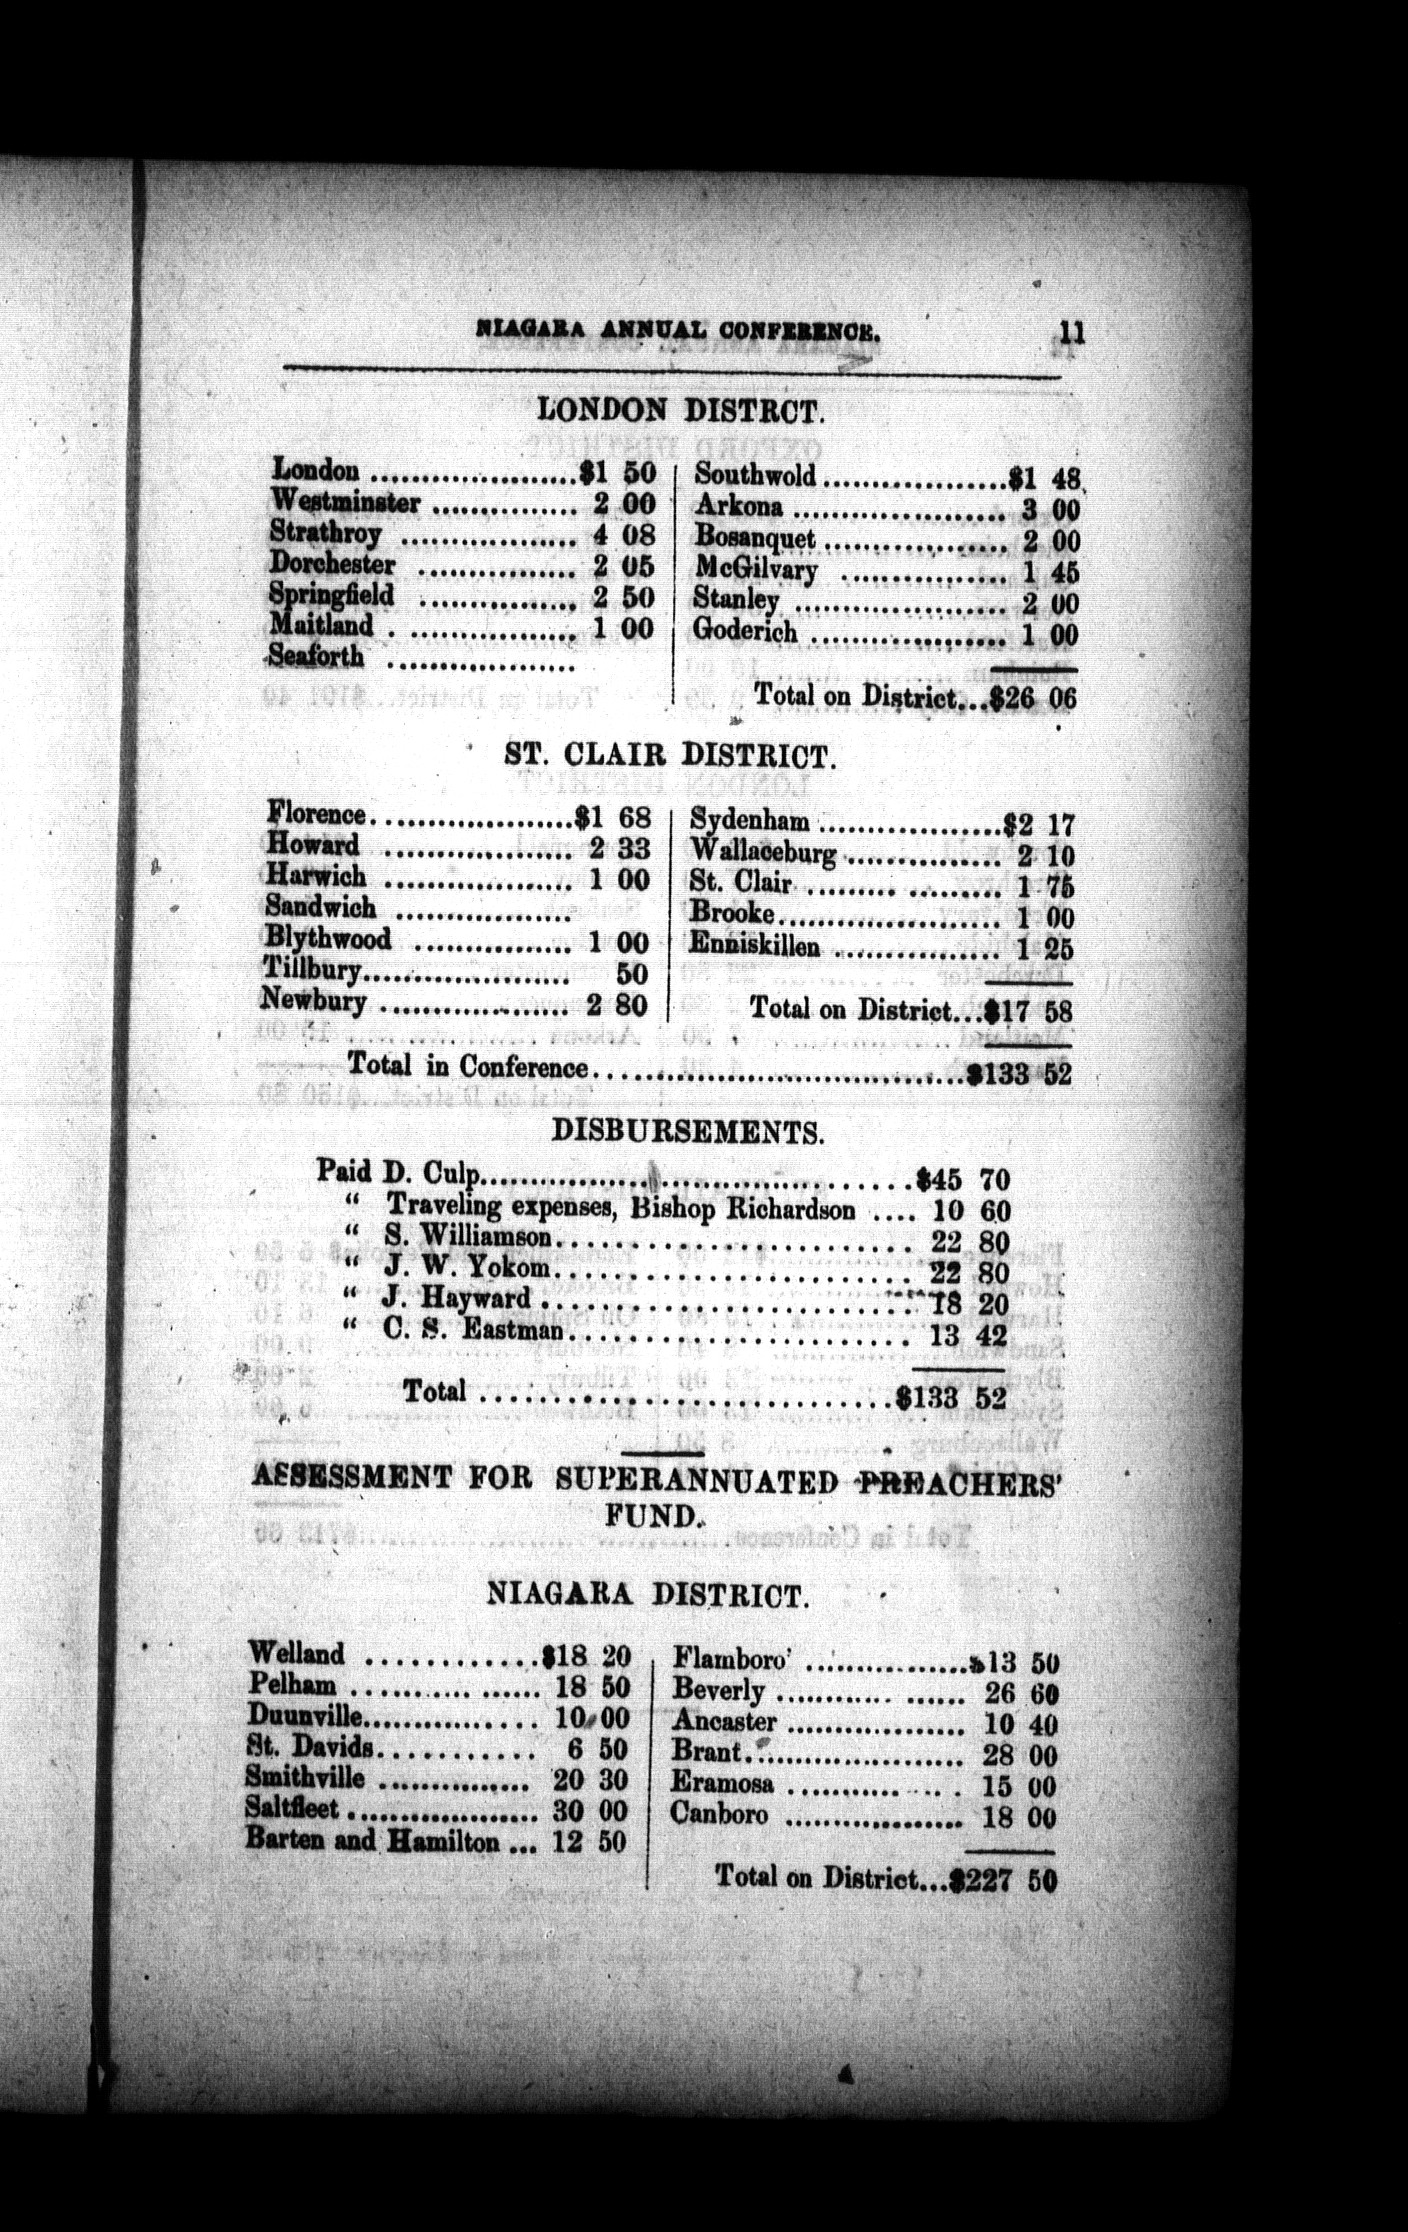 NIAGARA ANNUAL CONFERENCE. 11
LONDON DISTRCT.
London ....................$1 50
Westminster ............... 2 00
Strathroy .................. 4 08
Dorchester ................ 2 05
Springfield ................ 2 50
Maitland . ................. 1 00
Seaforth ...................
Southwold...................$1 48
Arkona ...................... 3 00
Bosanquet ................... 2 00
McGilvary ................. 1 45
Stanley ...................... 2 00
Goderich .................... 1 00
Total on District...$26 06
ST. CLAIR DISTRICT.
Florence....................$1 68
Howard ................... 2 33
Harwich ................... 1 00
Sandwich ..................
Blythwood ................ 1 00
Tillbury..................... 50
Newbury ................... 2 80
Sydenham ..................$2 17
Wallaceburg ............... 2 10
St. Clair ......... ......... 1 75
Brooke....................... 1 00
Enniskillen ................. 1 25
Total on District...$17 58
Total in Conference.....................................$133 52
DISBURSEMENTS.
Paid D. Culp............................................$45 70
“ Traveling expenses, Bishop Richardson .... 10 60
“ S. Williamson........................ 22 80
“ J. W. Yokom........................ 22 80
“ J. Hayward ......................... 18 20
“ C. S. Eastman....................... 13 42
Total ............................$133 52
ASSESSMENT FOR SUPERANNUATED PREACHERS'
FUND.
NIAGARA DISTRICT.
Welland .............$18 20
Pelham ........... ...... 18 50
Duunville................ 10 00
St. Davids........... 6 50
Smithville ............... 20 30
Saltfleet................... 30 00
Barten and Hamilton ... 12 50
Flamboro' .................$13 50
Beverly ............ ...... 26 60
Ancaster .................. 10 40
Brant...................... 28 00
Eramosa ............... . 15 00
Canboro .................. 18 00
Total on District...$227 50